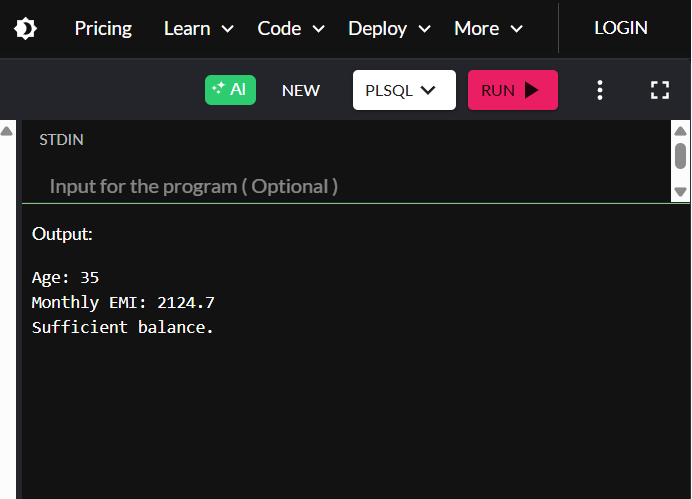 Pricing Learn Code Deploy More LOGIN
AI NEW PLSQL RUN
STDIN
Input for the program ( Optional )
Output:
Age: 35
Monthly EMI: 2124.7
Sufficient balance.